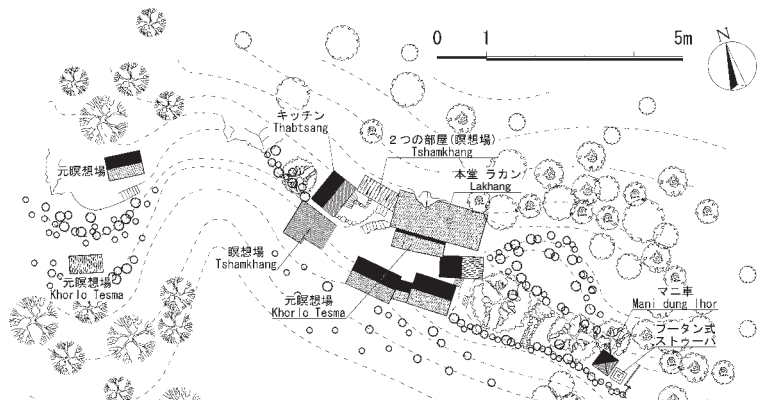 0 1 5m
N
キッチン
Thabtsang
2つの部屋(瞑想場)
Tshamkhang
本堂 ラカン
Lakhang
元瞑想場
瞑想場
Tshamkhang
元瞑想場
Khorlo Tesma
元瞑想場
Khorlo Tesma
マニ車
Mani dung lhor
ブータン式
ストゥーパ